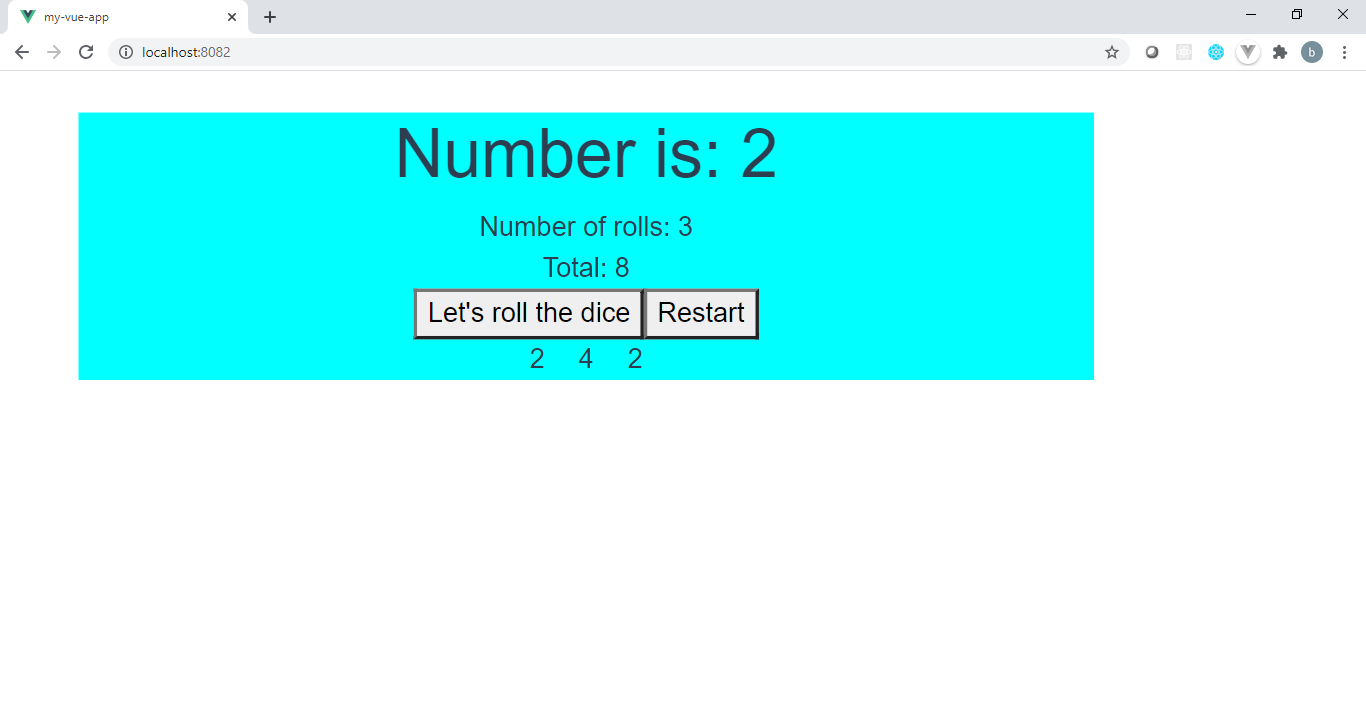 my-vue-app
localhost:8082
b
Number is: 2
Number of rolls: 3
Total: 8
Let's roll the dice Restart
2 4 2